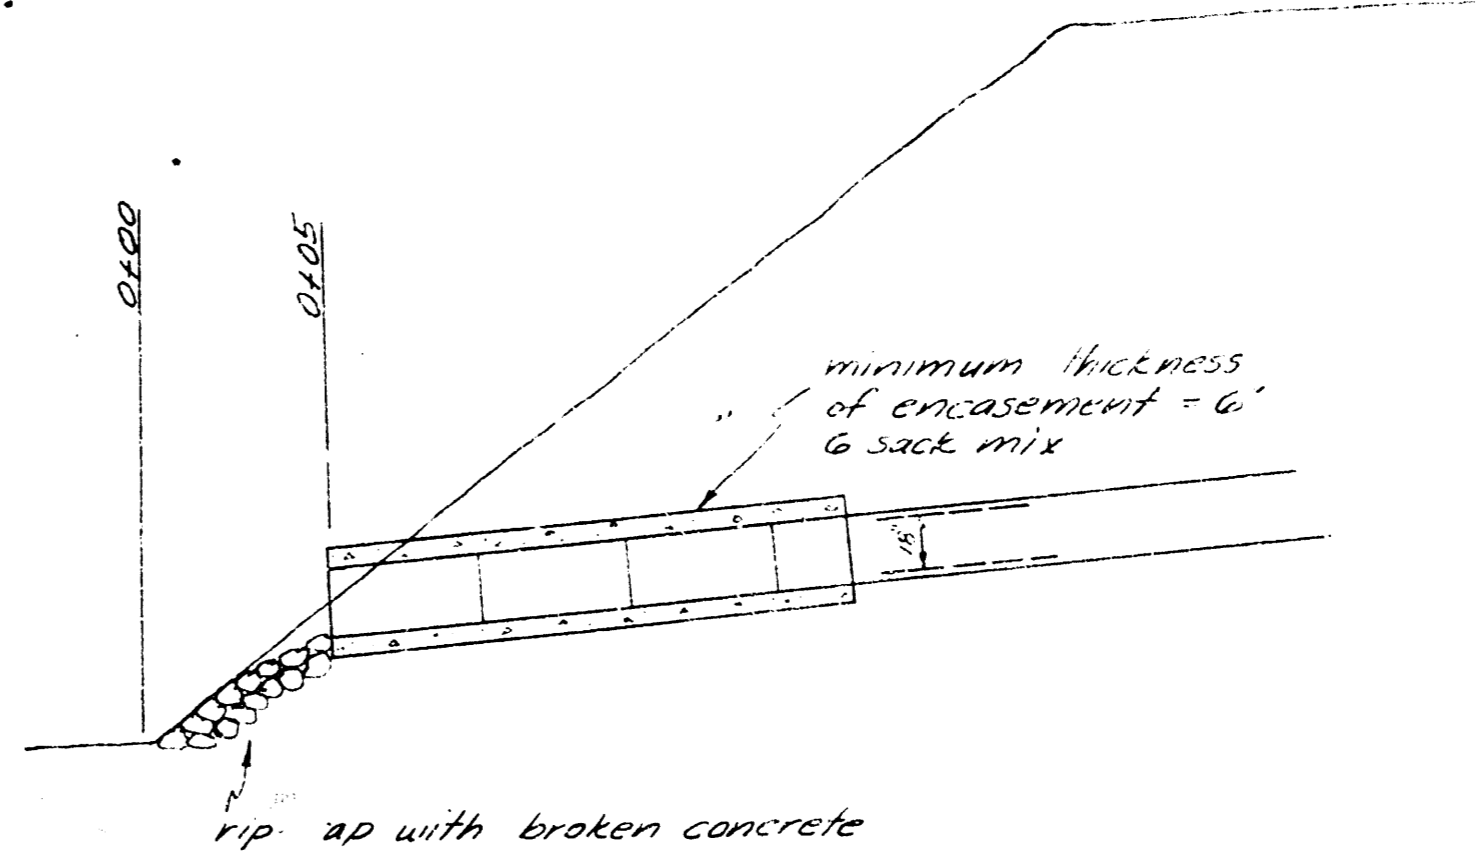 0+00
0+05
minimum thickness
of encasement = 6"
6 sack mix
18"
rip ap with broken concrete